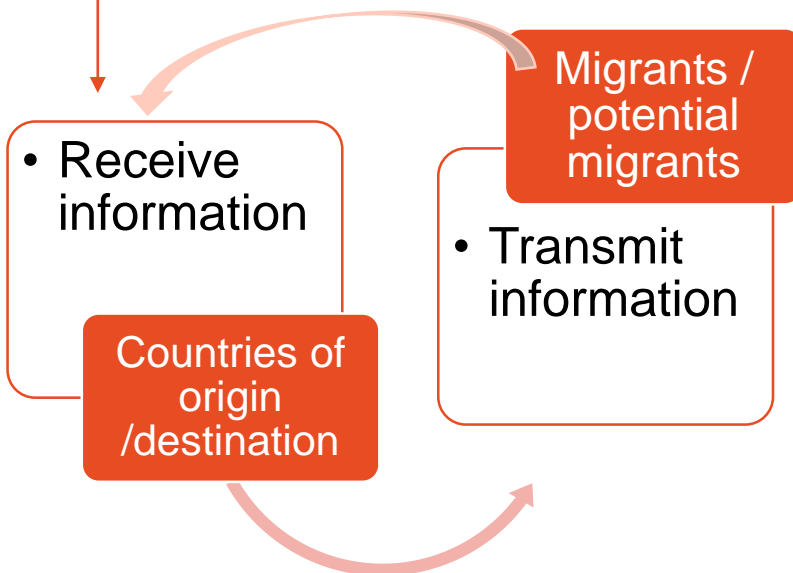 • Receive
information
Countries of
origin
/destination
Migrants /
potential
migrants
• Transmit
information